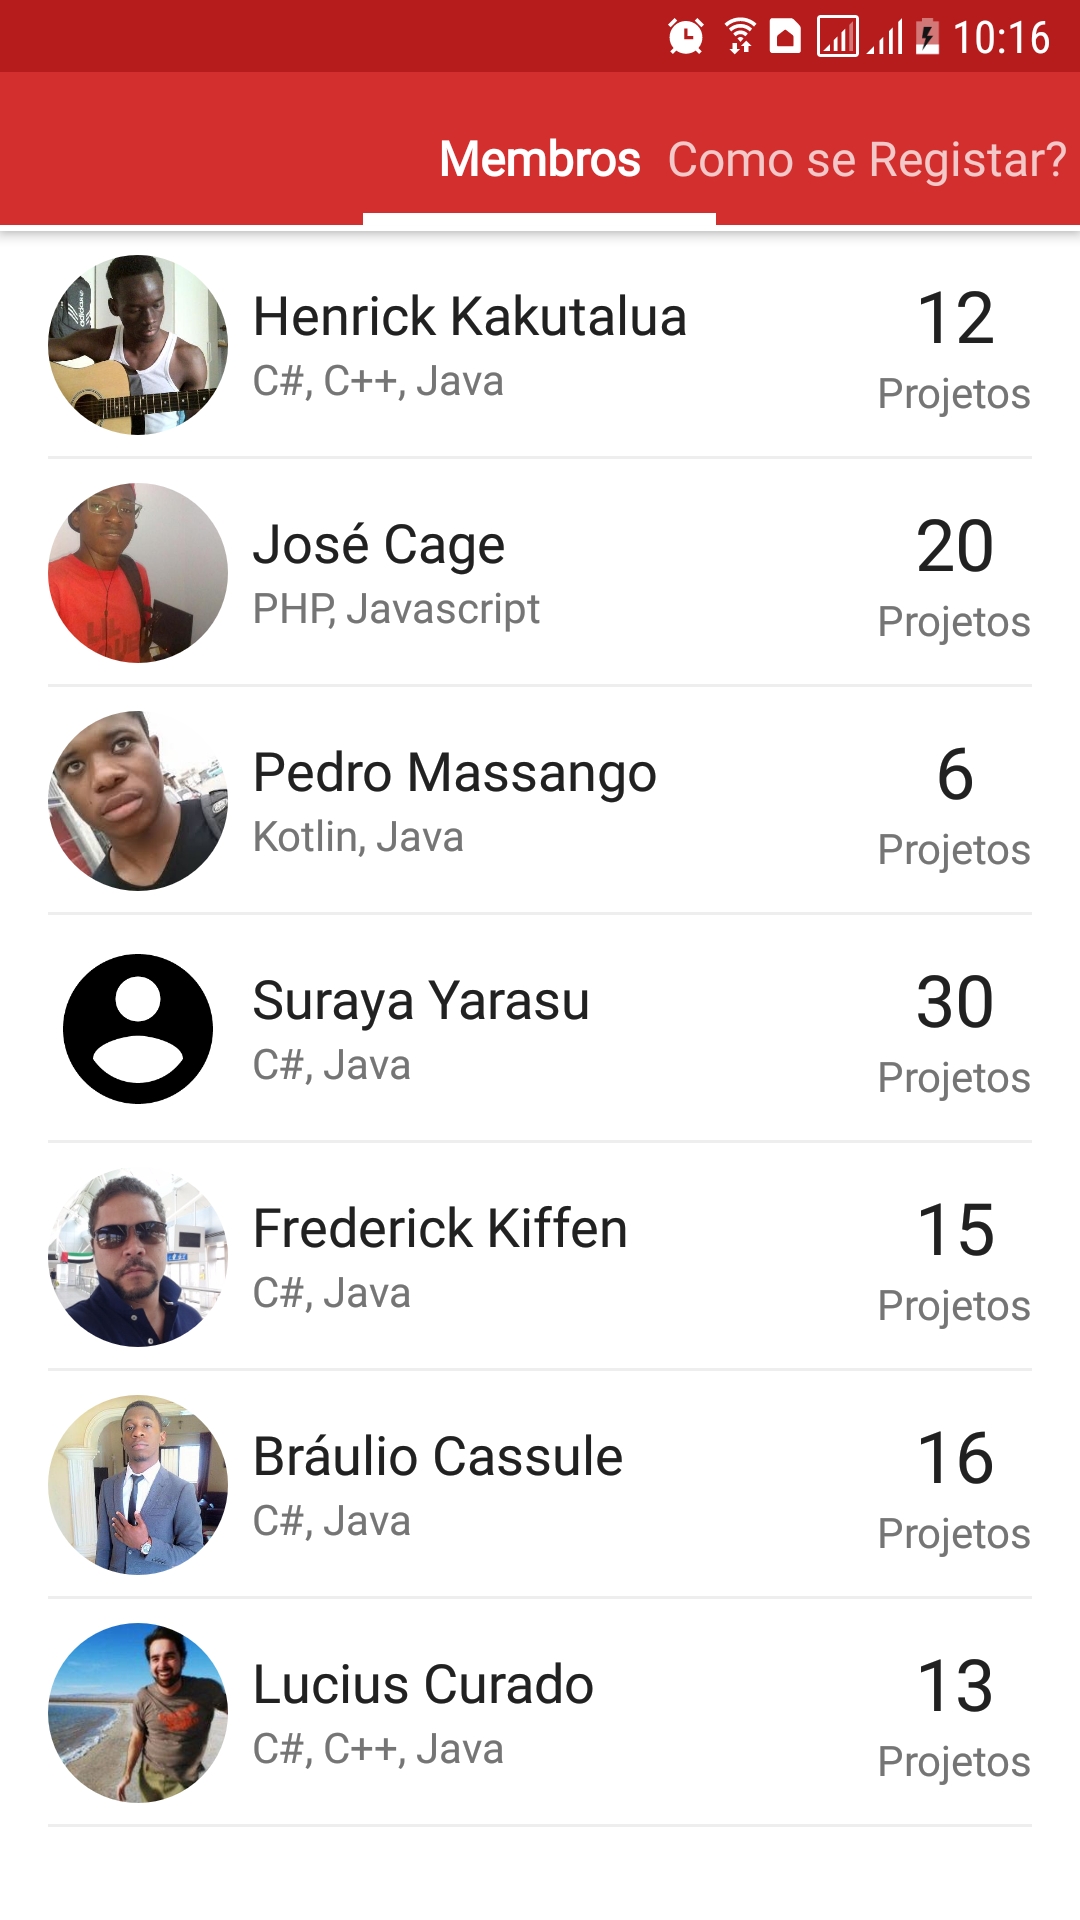 10:16
Membros Como se Registar?
Henrick Kakutalua
C#, C++, Java
12
Projetos
José Cage
PHP, Javascript
20
Projetos
Pedro Massango
Kotlin, Java
6
Projetos
Suraya Yarasu
C#, Java
30
Projetos
Frederick Kiffen
C#, Java
15
Projetos
Bráulio Cassule
C#, Java
16
Projetos
Lucius Curado
C#, C++, Java
13
Projetos